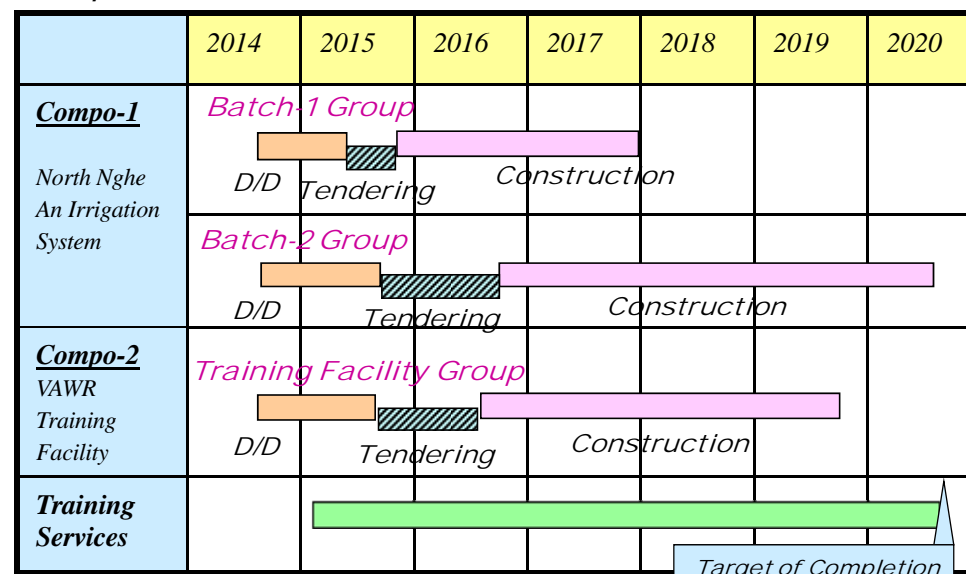 2014 2015 2016 2017 2018 2019 2020
Compo-1
North Nghe
An Irrigation
System
Batch-1 Group
D/D Tendering Construction
Batch-2 Group
D/D Tendering Construction
Compo-2
VAWR
Training
Facility
Training Facility Group
D/D Tendering Construction
Training
Services
Target of Completion